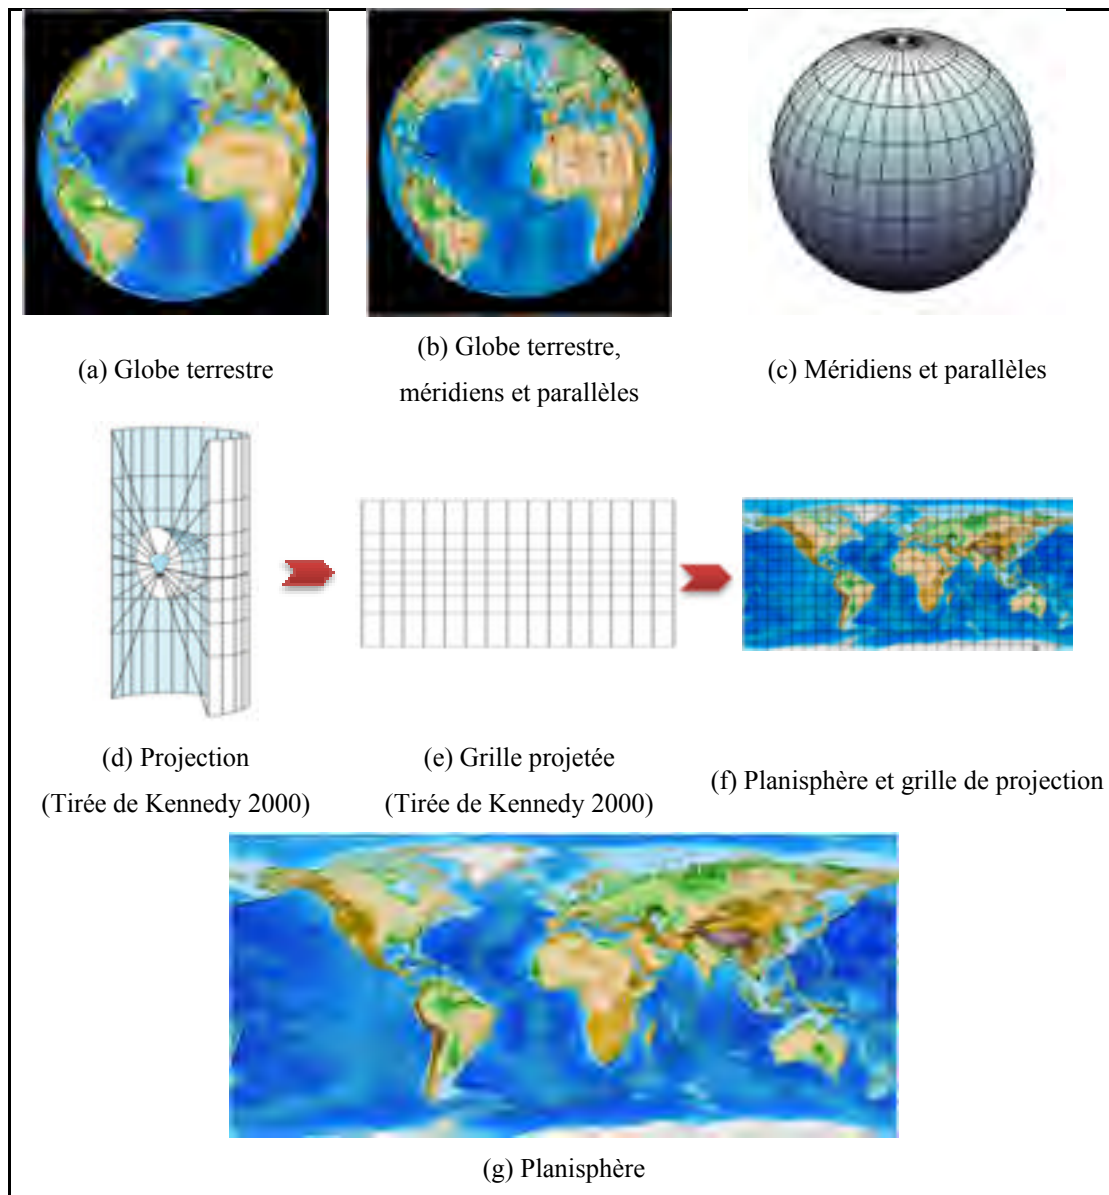 (a) Globe terrestre
(b) Globe terrestre,
méridiens et parallèles
(c) Méridiens et parallèles
(d) Projection
(Tirée de Kennedy 2000)
(e) Grille projetée
(Tirée de Kennedy 2000)
(f) Planisphère et grille de projection
(g) Planisphère